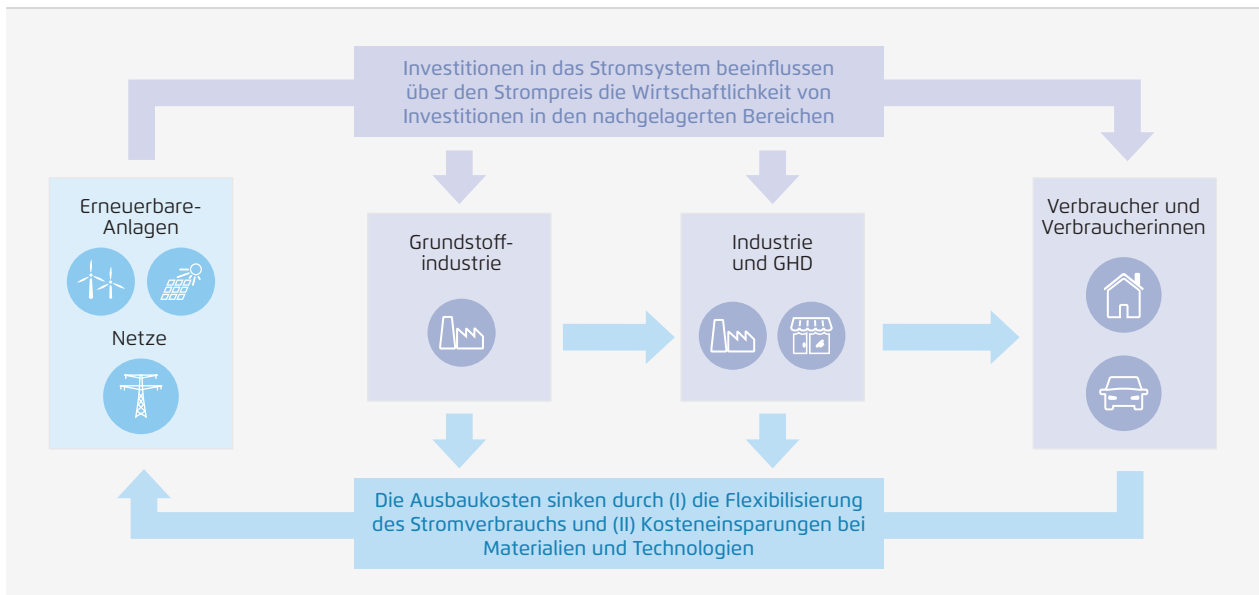 Investitionen in das Stromsystem beeinflussen
über den Strompreis die Wirtschaftlichkeit von
Investitionen in den nachgelagerten Bereichen
Erneuerbare-
Anlagen
Netze
Grundstoff-
industrie
Industrie
und GHD
Verbraucher und
Verbraucherinnen
Die Ausbaukosten sinken durch (I) die Flexibilisierung
des Stromverbrauchs und (II) Kosteneinsparungen bei
Materialien und Technologien